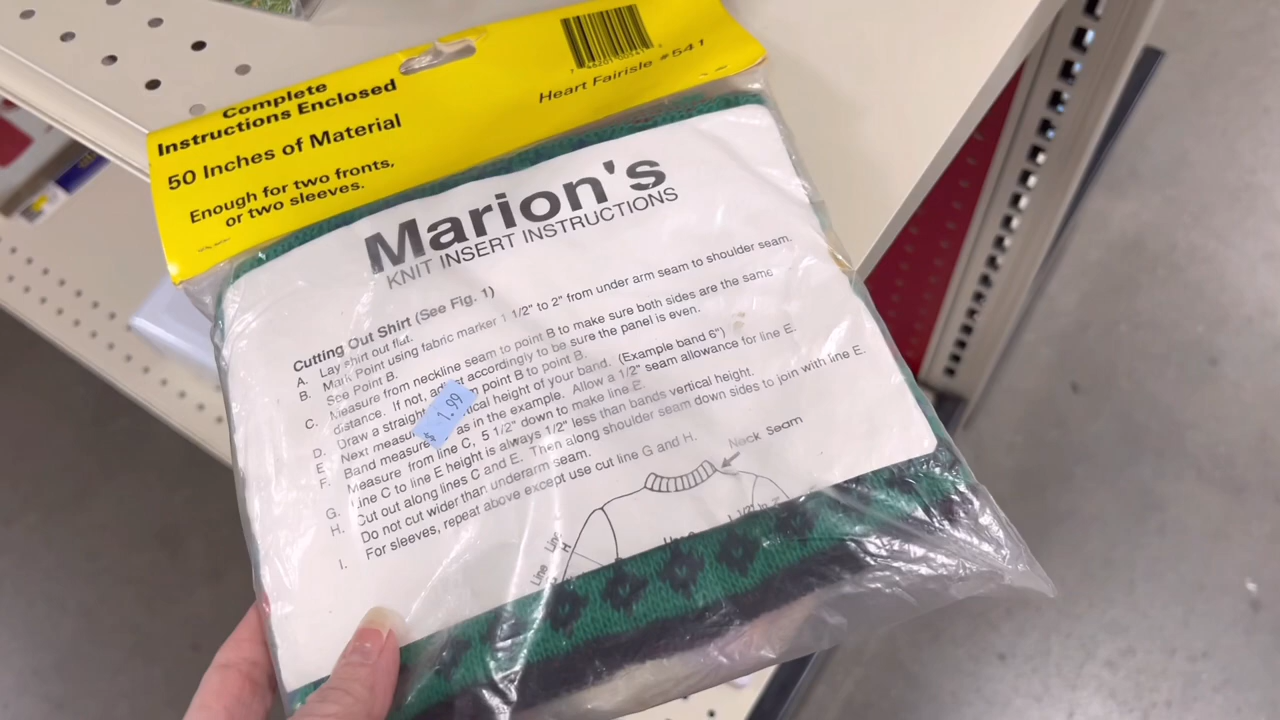 Complete
Instructions Enclosed
50 Inches of Material
Enough for two fronts,
or two sleeves.
Heart Fairisle #541
Marion's
KNIT INSERT INSTRUCTIONS
Cutting Out Shirt (See Fig. 1)
A. Lay shirt out flat.
B. Mark Point using fabric marker 1 1/2" to 2" from under arm seam to shoulder seam.
See Point B.
C. Measure from neckline seam to point B to make sure both sides are the same
distance. If not, adjust accordingly to be sure the panel is even.
D. Draw a straight point B to point B.
E. Next measure vertical height of your band. (Example band 6")
F. Band measures as in the example. Allow a 1/2" seam allowance for line E.
Measure from line C, 5 1/2" down to make line E.
G. Line C to line E height is always 1/2" less than bands vertical height.
H. Cut out along lines C and E. Then along shoulder seam down sides to join with line E.
Do not cut wider than underarm seam.
I. For sleeves, repeat above except use cut line G and H.
1.99
Neck Seam
Line
H